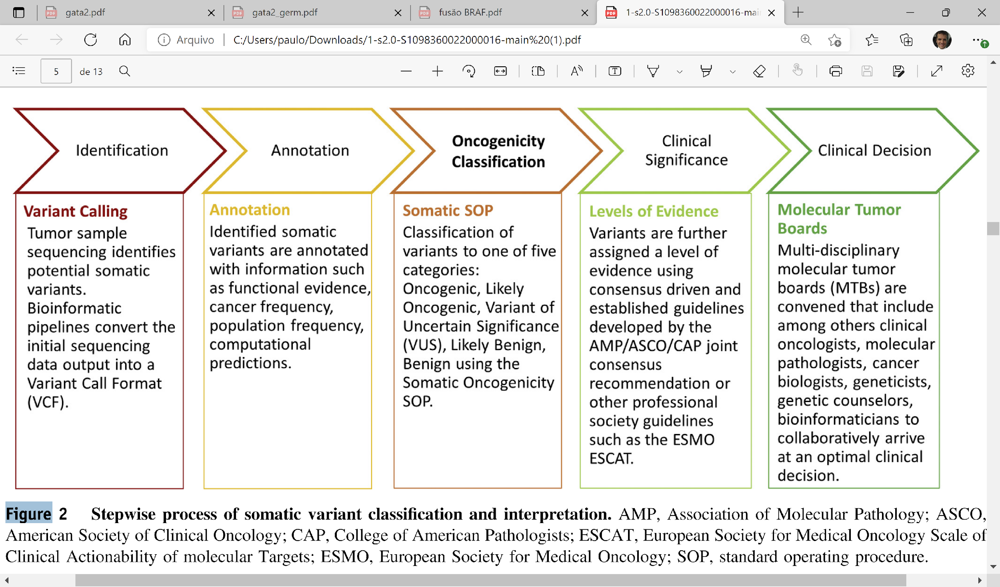 gata2.pdf
gata2_germ.pdf
fusão BRAF.pdf
1-s2.0-S1098360022000016-mai
Arquivo
C:/Users/paulo/Downloads/1-s2.0-S1098360022000016-main%20(1).pdf
5
de 13
Identification
Variant Calling
Tumor sample
sequencing identifies
potential somatic
variants.
Bioinformatic
pipelines convert the
initial sequencing
data output into a
Variant Call Format
(VCF).
Annotation
Annotation
Identified somatic
variants are annotated
with information such
as functional evidence,
cancer frequency,
population frequency,
computational
predictions.
Oncogenicity
Classification
Somatic SOP
Classification of
variants to one of five
categories:
Oncogenic, Likely
Oncogenic, Variant of
Uncertain Significance
(VUS), Likely Benign,
Benign using the
Somatic Oncogenicity
SOP.
Clinical
Significance
Levels of Evidence
Variants are further
assigned a level of
evidence using
consensus driven and
established guidelines
developed by the
AMP/ASCO/CAP joint
consensus
recommendation or
other professional
society guidelines
such as the ESMO
ESCAT.
Clinical Decision
Molecular Tumor
Boards
Multi-disciplinary
molecular tumor
boards (MTBs) are
convened that include
among others clinical
oncologists, molecular
pathologists, cancer
biologists, geneticists,
genetic counselors,
bioinformaticians to
collaboratively arrive
at an optimal clinical
decision.
Figure 2 Stepwise process of somatic variant classification and interpretation. AMP, Association of Molecular Pathology; ASCO,
American Society of Clinical Oncology; CAP, College of American Pathologists; ESCAT, European Society for Medical Oncology Scale of
Clinical Actionability of molecular Targets; ESMO, European Society for Medical Oncology; SOP, standard operating procedure.